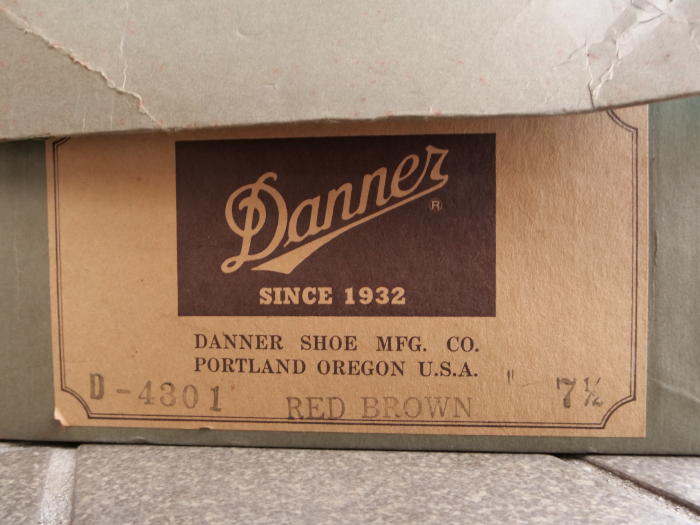 Danner®
SINCE 1932
DANNER SHOE MFG. CO.
PORTLAND OREGON U.S.A.
D-4301 RED BROWN " 7½